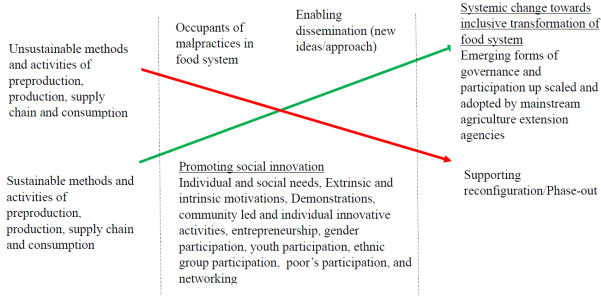 Unsustainable methods
and activities of
preproduction,
production, supply
chain and consumption
Sustainable methods and
activities of
preproduction,
production, supply chain
and consumption
Occupants of
malpractices in
food system
Enabling
dissemination (new
ideas/approach)
Promoting social innovation
Individual and social needs, Extrinsic and
intrinsic motivations, Demonstrations,
community led and individual innovative
activities, entrepreneurship, gender
participation, youth participation, ethnic
group participation, poor's participation, and
networking
Systemic change towards
inclusive transformation of
food system
Emerging forms of
governance and
participation up scaled and
adopted by mainstream
agriculture extension
agencies
Supporting
reconfiguration/Phase-out